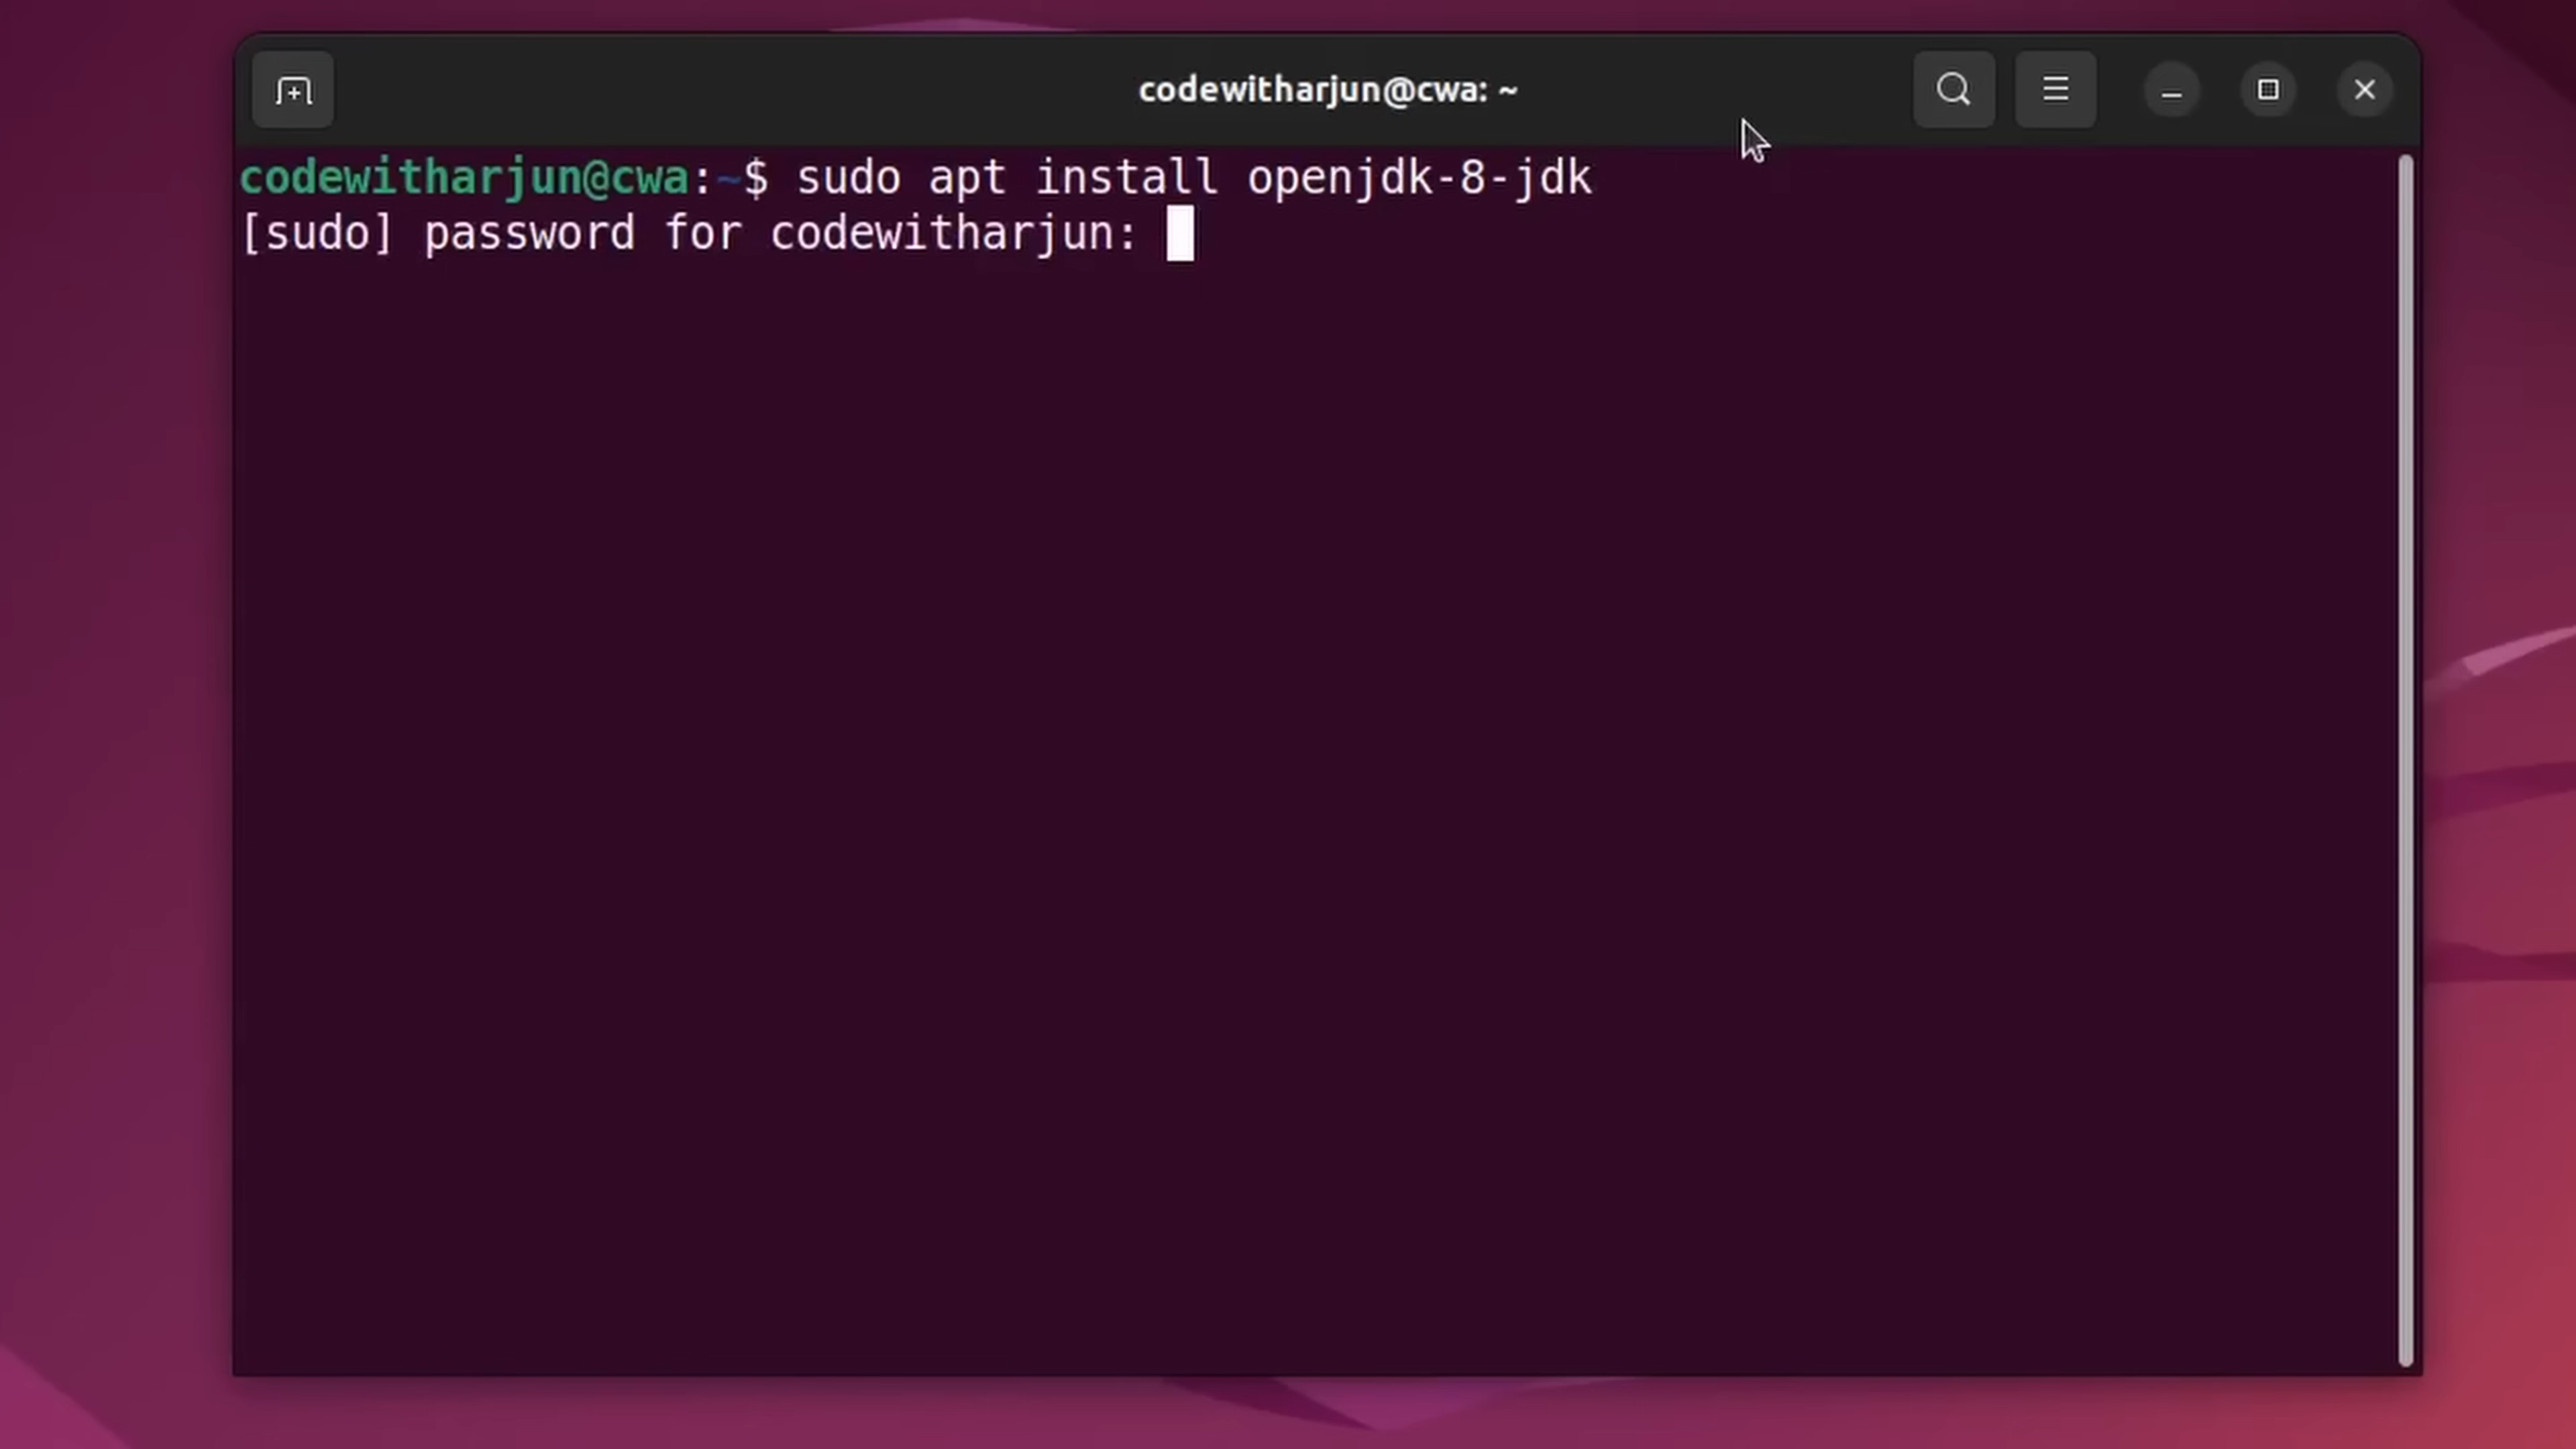 codewitharjun@cwa: ~
codewitharjun@cwa:~$ sudo apt install openjdk-8-jdk
[sudo] password for codewitharjun: